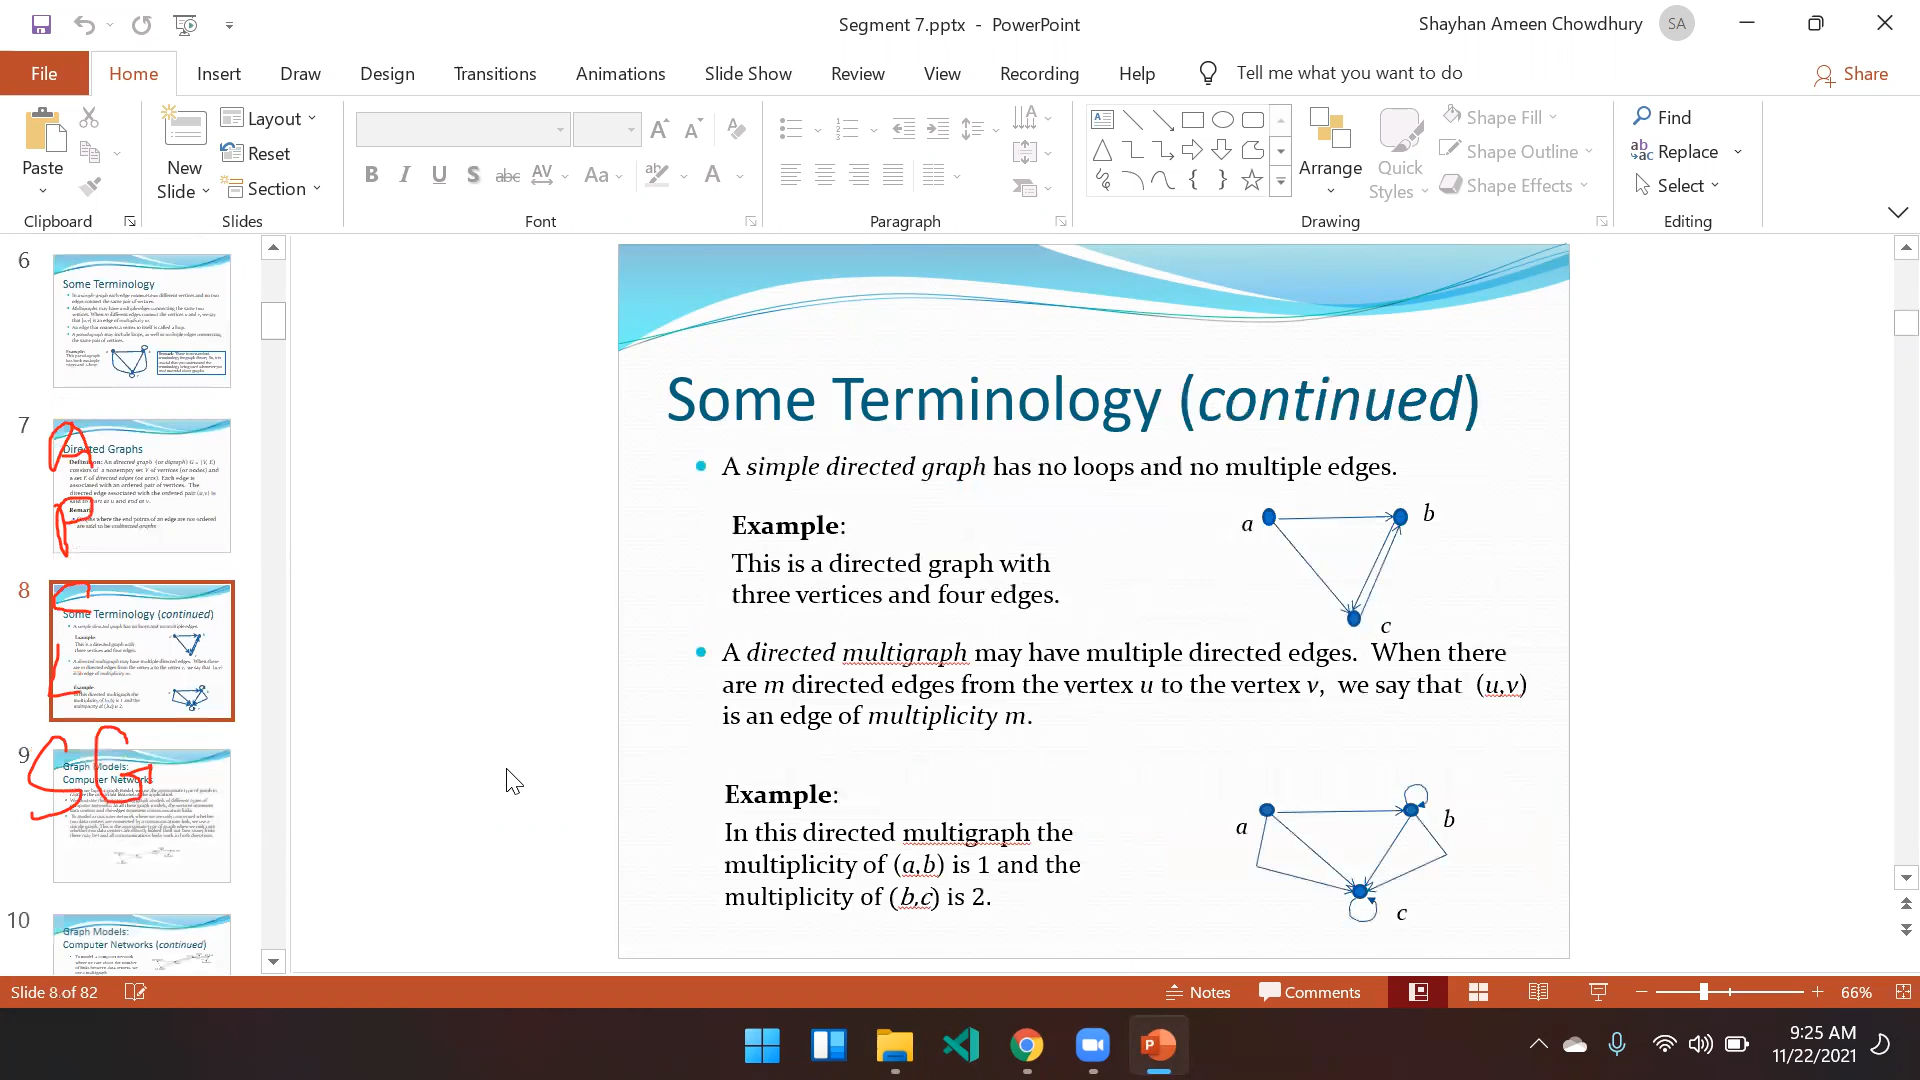 Segment 7.pptx - PowerPoint
Shayhan Ameen Chowdhury
SA
File
Home
Insert
Draw
Design
Transitions
Animations
Slide Show
Review
View
Recording
Help
Tell me what you want to do
Share
Paste
Clipboard
New
Slide
Layout
Reset
Section
Slides
B I U S abc AV Aa A
Font
Paragraph
Arrange
Quick
Styles
Shape Fill
Shape Outline
Shape Effects
Drawing
Find
Replace
Select
Editing
6
Some Terminology
7
Directed Graphs
A
P
8
Some Terminology (continued)
C
L
9
Graph Models:
Computer Networks
S G
10
Graph Models:
Computer Networks (continued)
Some Terminology (continued)
A simple directed graph has no loops and no multiple edges.
Example:
This is a directed graph with
three vertices and four edges.
a
b
c
A directed multigraph may have multiple directed edges. When there
are m directed edges from the vertex u to the vertex v, we say that (u,v)
is an edge of multiplicity m.
Example:
In this directed multigraph the
multiplicity of (a,b) is 1 and the
multiplicity of (b,c) is 2.
a
b
c
Slide 8 of 82
Notes
Comments
66%
9:25 AM
11/22/2021